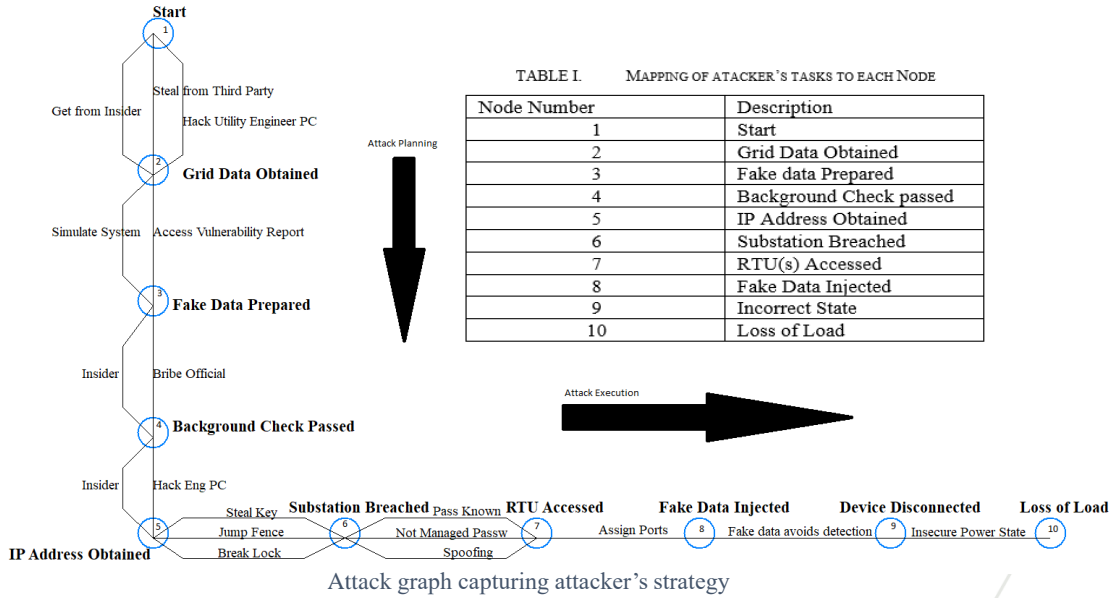 Start
1
Steal from Third Party
Get from Insider
Hack Utility Engineer PC
2
Grid Data Obtained
Simulate System
Access Vulnerability Report
3
Fake Data Prepared
Insider
Bribe Official
4
Background Check Passed
Insider
Hack Eng PC
5
IP Address Obtained
Steal Key
Jump Fence
Break Lock
Substation Breached
6
Pass Known
Not Managed Passw
Spoofing
RTU Accessed
7
Assign Ports
Fake Data Injected
8
Fake data avoids detection
Device Disconnected
9
Insecure Power State
Loss of Load
10
Attack Planning
TABLE I. MAPPING OF ATACKER'S TASKS TO EACH NODE
Node Number Description
1 Start
2 Grid Data Obtained
3 Fake data Prepared
4 Background Check passed
5 IP Address Obtained
6 Substation Breached
7 RTU(s) Accessed
8 Fake Data Injected
9 Incorrect State
10 Loss of Load
Attack Execution
Attack graph capturing attacker's strategy